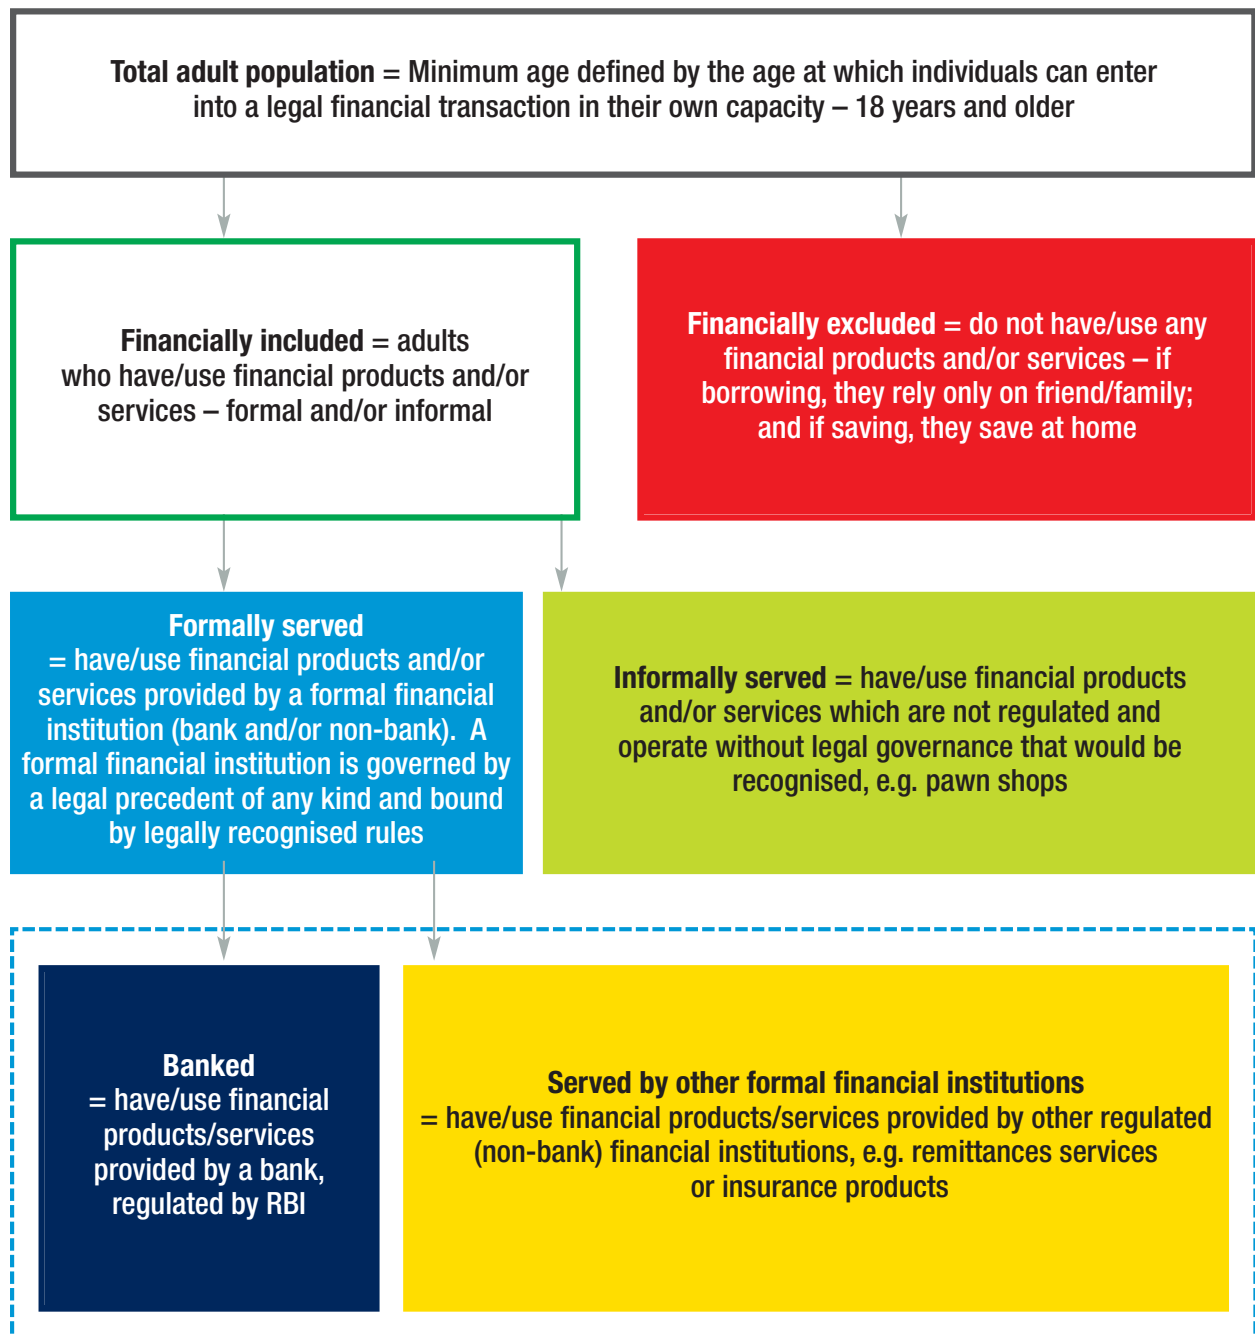 Total adult population = Minimum age defined by the age at which individuals can enter
into a legal financial transaction in their own capacity – 18 years and older
Financially included = adults
who have/use financial products and/or
services – formal and/or informal
Financially excluded = do not have/use any
financial products and/or services – if
borrowing, they rely only on friend/family;
and if saving, they save at home
Formally served
= have/use financial products and/or
services provided by a formal financial
institution (bank and/or non-bank).  A
formal financial institution is governed by
a legal precedent of any kind and bound
by legally recognised rules
Informally served = have/use financial products
and/or services which are not regulated and
operate without legal governance that would be
recognised, e.g. pawn shops
Banked
= have/use financial
products/services
provided by a bank,
regulated by RBI
Served by other formal financial institutions
= have/use financial products/services provided by other regulated
(non-bank) financial institutions, e.g. remittances services
or insurance products